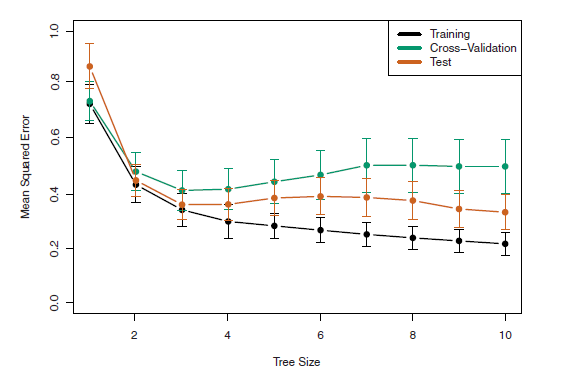 Training
Cross−Validation
Test
Mean Squared Error
1.0
0.8
0.6
0.4
0.2
0.0
2 4 6 8 10
Tree Size